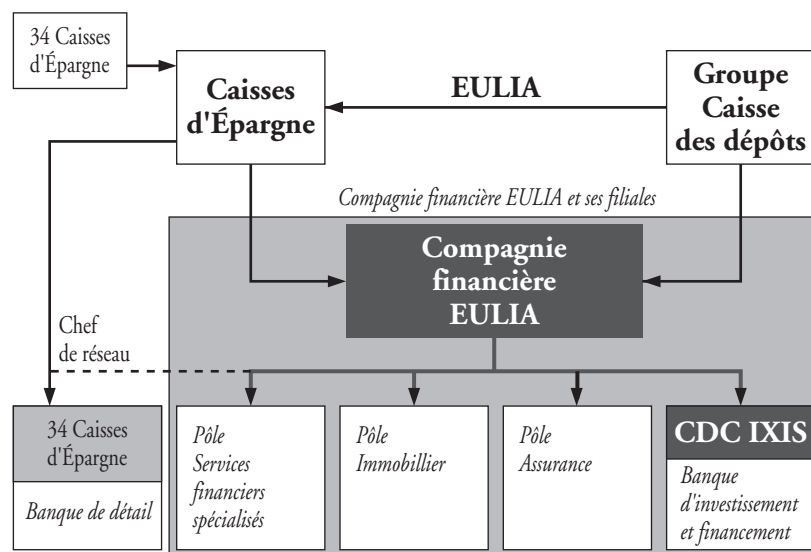 34 Caisses
d'Épargne
Caisses
d'Épargne
EULIA
Groupe
Caisse
des dépôts
Compagnie financière EULIA et ses filiales
Compagnie
financière
EULIA
Chef
de réseau
34 Caisses
d'Épargne
Banque de détail
Pôle
Services
financiers
spécialisés
Pôle
Immobillier
Pôle
Assurance
CDC IXIS
Banque
d'investissement
et financement